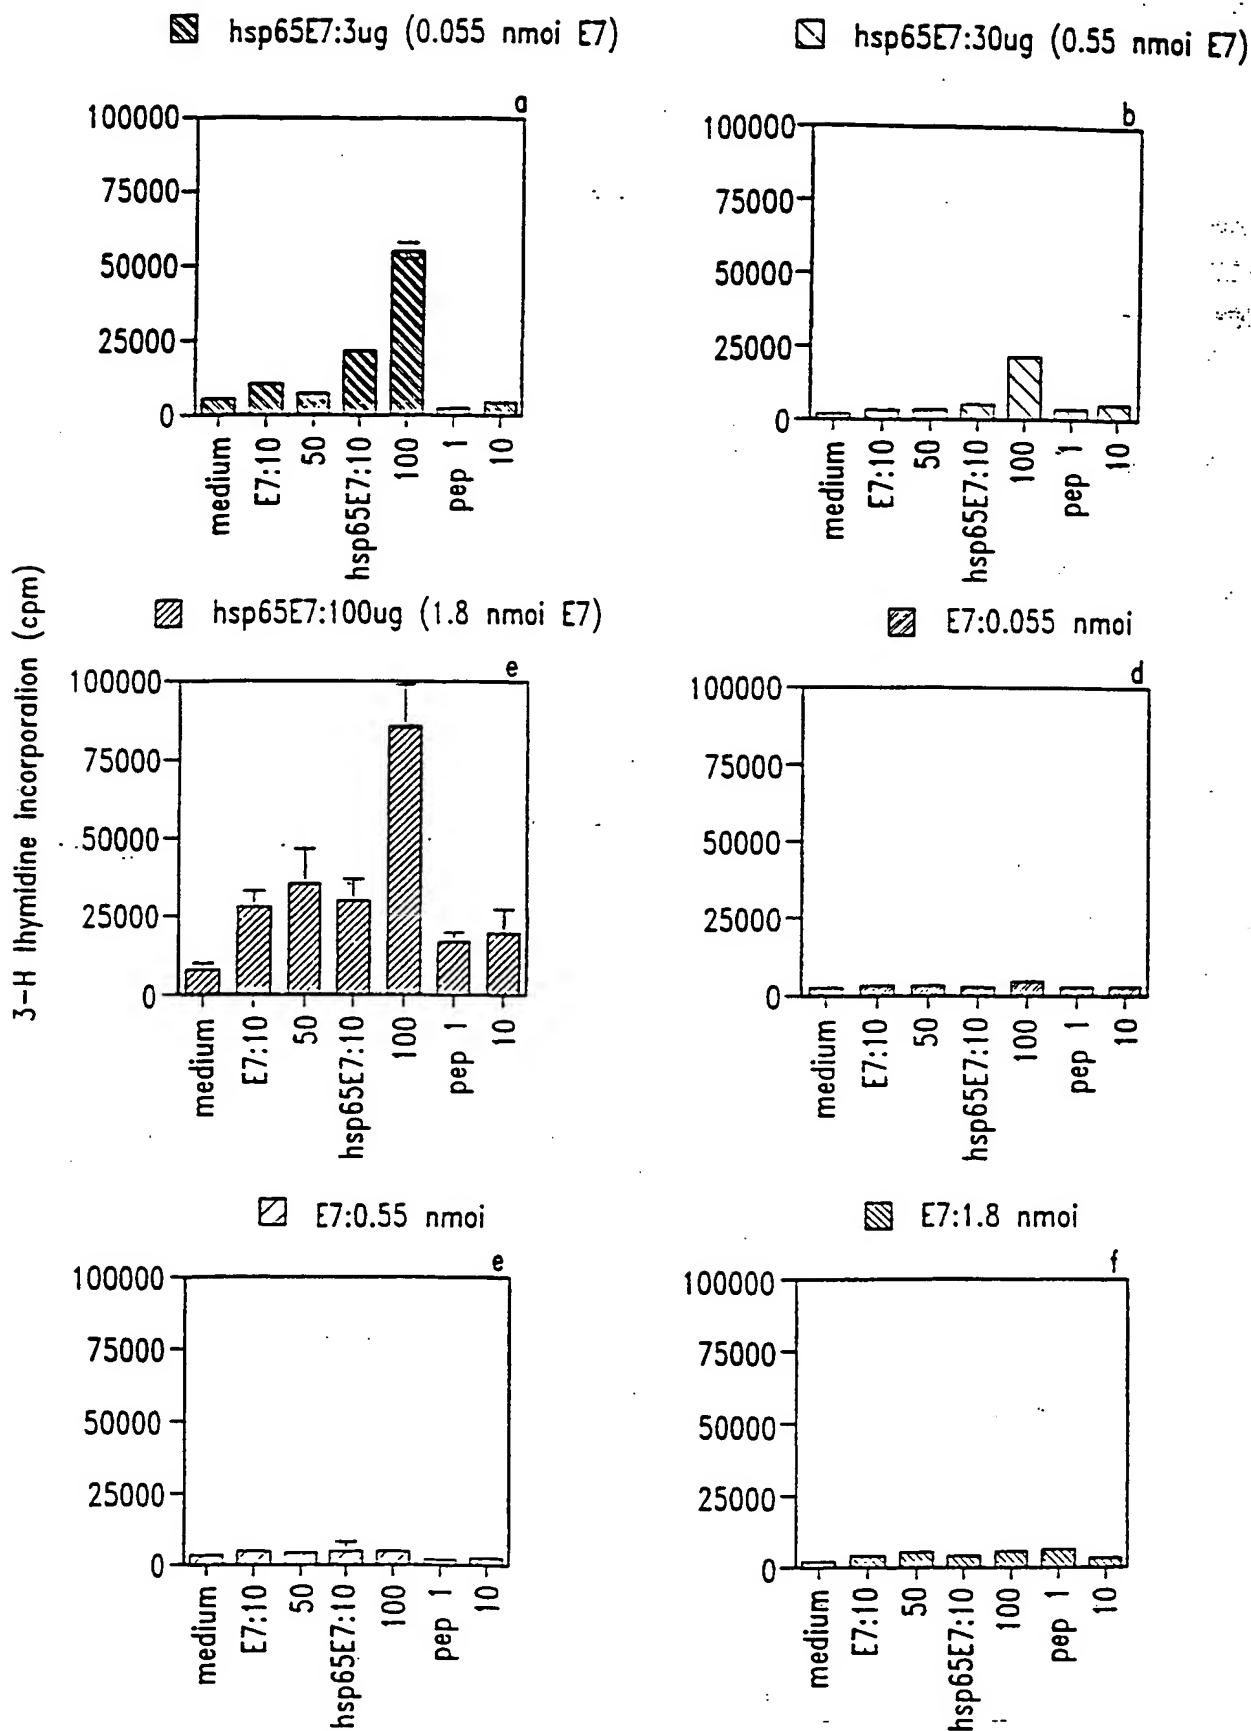 hsp65E7:3ug (0.055 nmoi E7)
hsp65E7:30ug (0.55 nmoi E7)
a
100000
75000
50000
25000
0
medium
E7:10
50
hsp65E7:10
100
pep 1
10
b
100000
75000
50000
25000
0
medium
E7:10
50
hsp65E7:10
100
pep 1
10
3-H Ihymidine incorporation (cpm)
hsp65E7:100ug (1.8 nmoi E7)
E7:0.055 nmoi
e
100000
75000
50000
25000
0
medium
E7:10
50
hsp65E7:10
100
pep 1
10
d
100000
75000
50000
25000
0
medium
E7:10
50
hsp65E7:10
100
pep 1
10
E7:0.55 nmoi
E7:1.8 nmoi
e
100000
75000
50000
25000
0
medium
E7:10
50
hsp65E7:10
100
pep 1
10
f
100000
75000
50000
25000
0
medium
E7:10
50
hsp65E7:10
100
pep 1
10